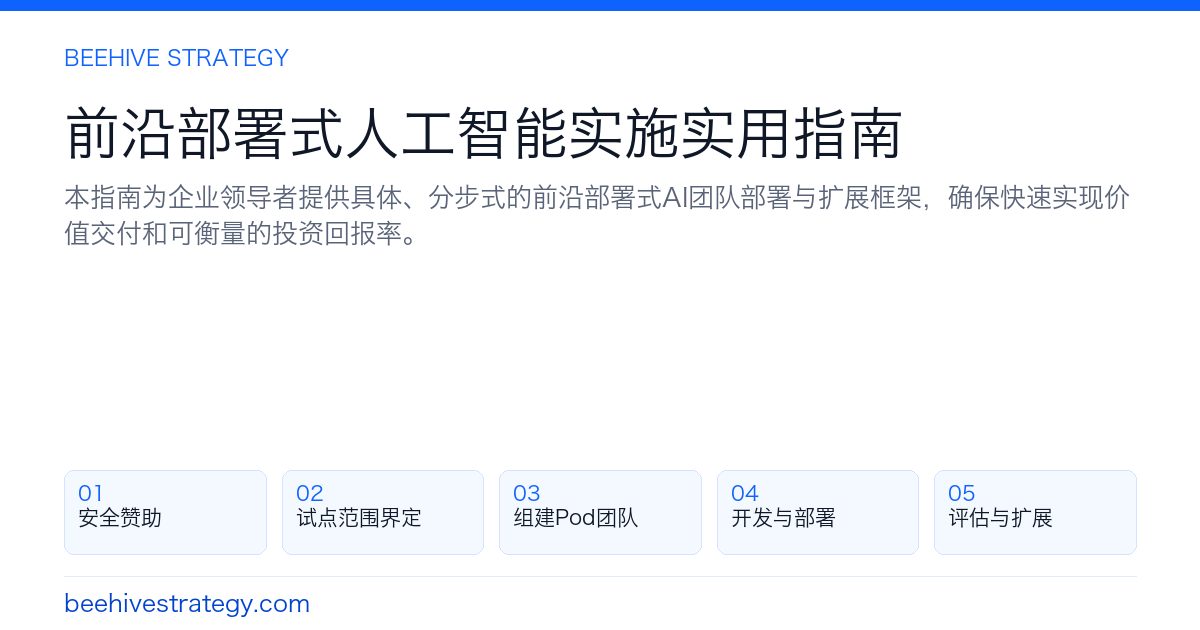 BEEHIVE STRATEGY
前沿部署式人工智能实施实用指南
本指南为企业领导者提供具体、分步式的前沿部署式AI团队部署与扩展框架，确保快速实现价
值交付和可衡量的投资回报率。
01
安全赞助
02
试点范围界定
03
组建Pod团队
04
开发与部署
05
评估与扩展
beehivestrategy.com